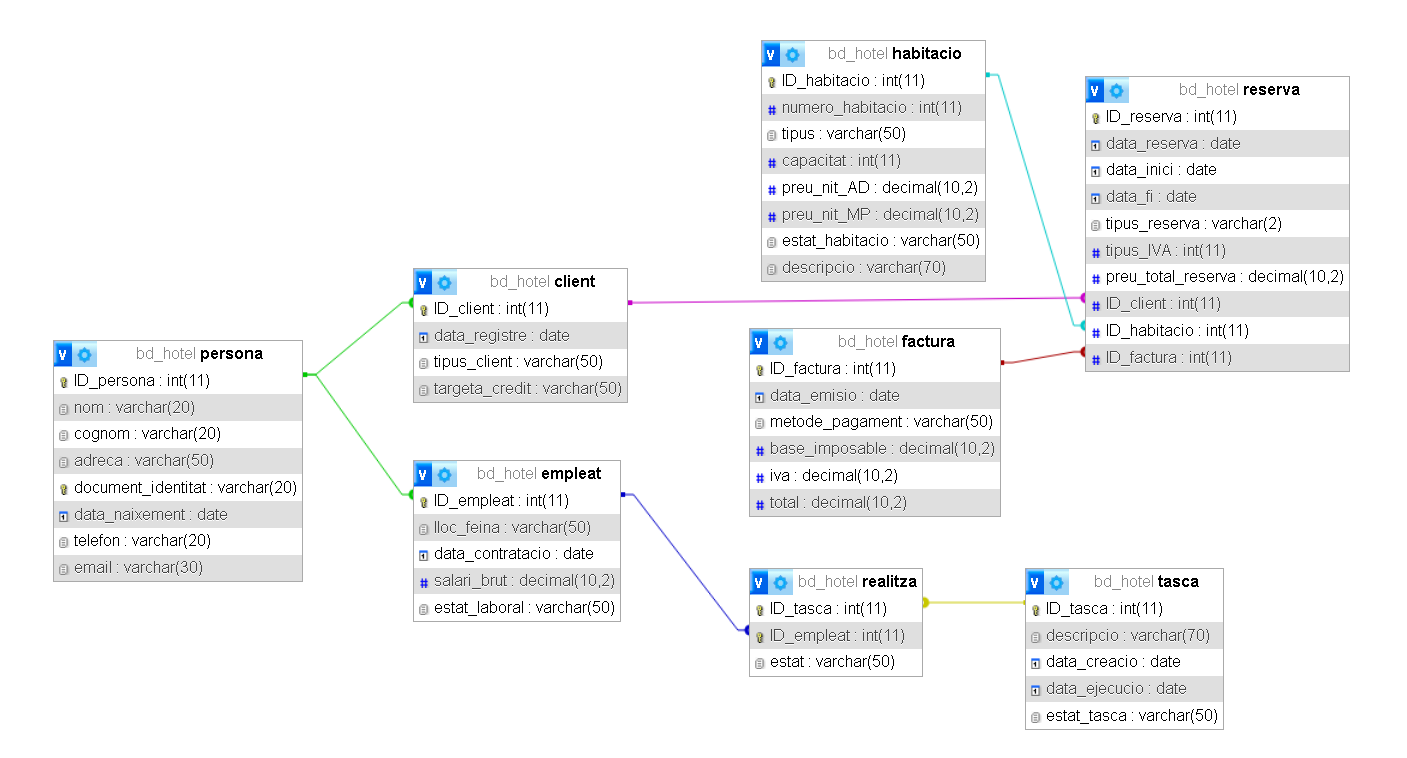 bd_hotel habitacio
ID_habitacio : int(11)
numero_habitacio : int(11)
tipus : varchar(50)
capacitat : int(11)
preu_nit_AD : decimal(10,2)
preu_nit_MP : decimal(10,2)
estat_habitacio : varchar(50)
descripcio : varchar(70)
bd_hotel reserva
ID_reserva : int(11)
data_reserva : date
data_inici : date
data_fi : date
tipus_reserva : varchar(2)
tipus_IVA : int(11)
preu_total_reserva : decimal(10,2)
ID_client : int(11)
ID_habitacio : int(11)
ID_factura : int(11)
bd_hotel client
ID_client : int(11)
data_registre : date
tipus_client : varchar(50)
targeta_credit : varchar(50)
bd_hotel factura
ID_factura : int(11)
data_emisio : date
metode_pagament : varchar(50)
base_imposable : decimal(10,2)
iva : decimal(10,2)
total : decimal(10,2)
bd_hotel persona
ID_persona : int(11)
nom : varchar(20)
cognom : varchar(20)
adreca : varchar(50)
document_identitat : varchar(20)
data_naixement : date
telefon : varchar(20)
email : varchar(30)
bd_hotel empleat
ID_empleat : int(11)
lloc_feina : varchar(50)
data_contratacio : date
salari_brut : decimal(10,2)
estat_laboral : varchar(50)
bd_hotel realitza
ID_tasca : int(11)
ID_empleat : int(11)
estat : varchar(50)
bd_hotel tasca
ID_tasca : int(11)
descripcio : varchar(70)
data_creacio : date
data_ejecucio : date
estat_tasca : varchar(50)